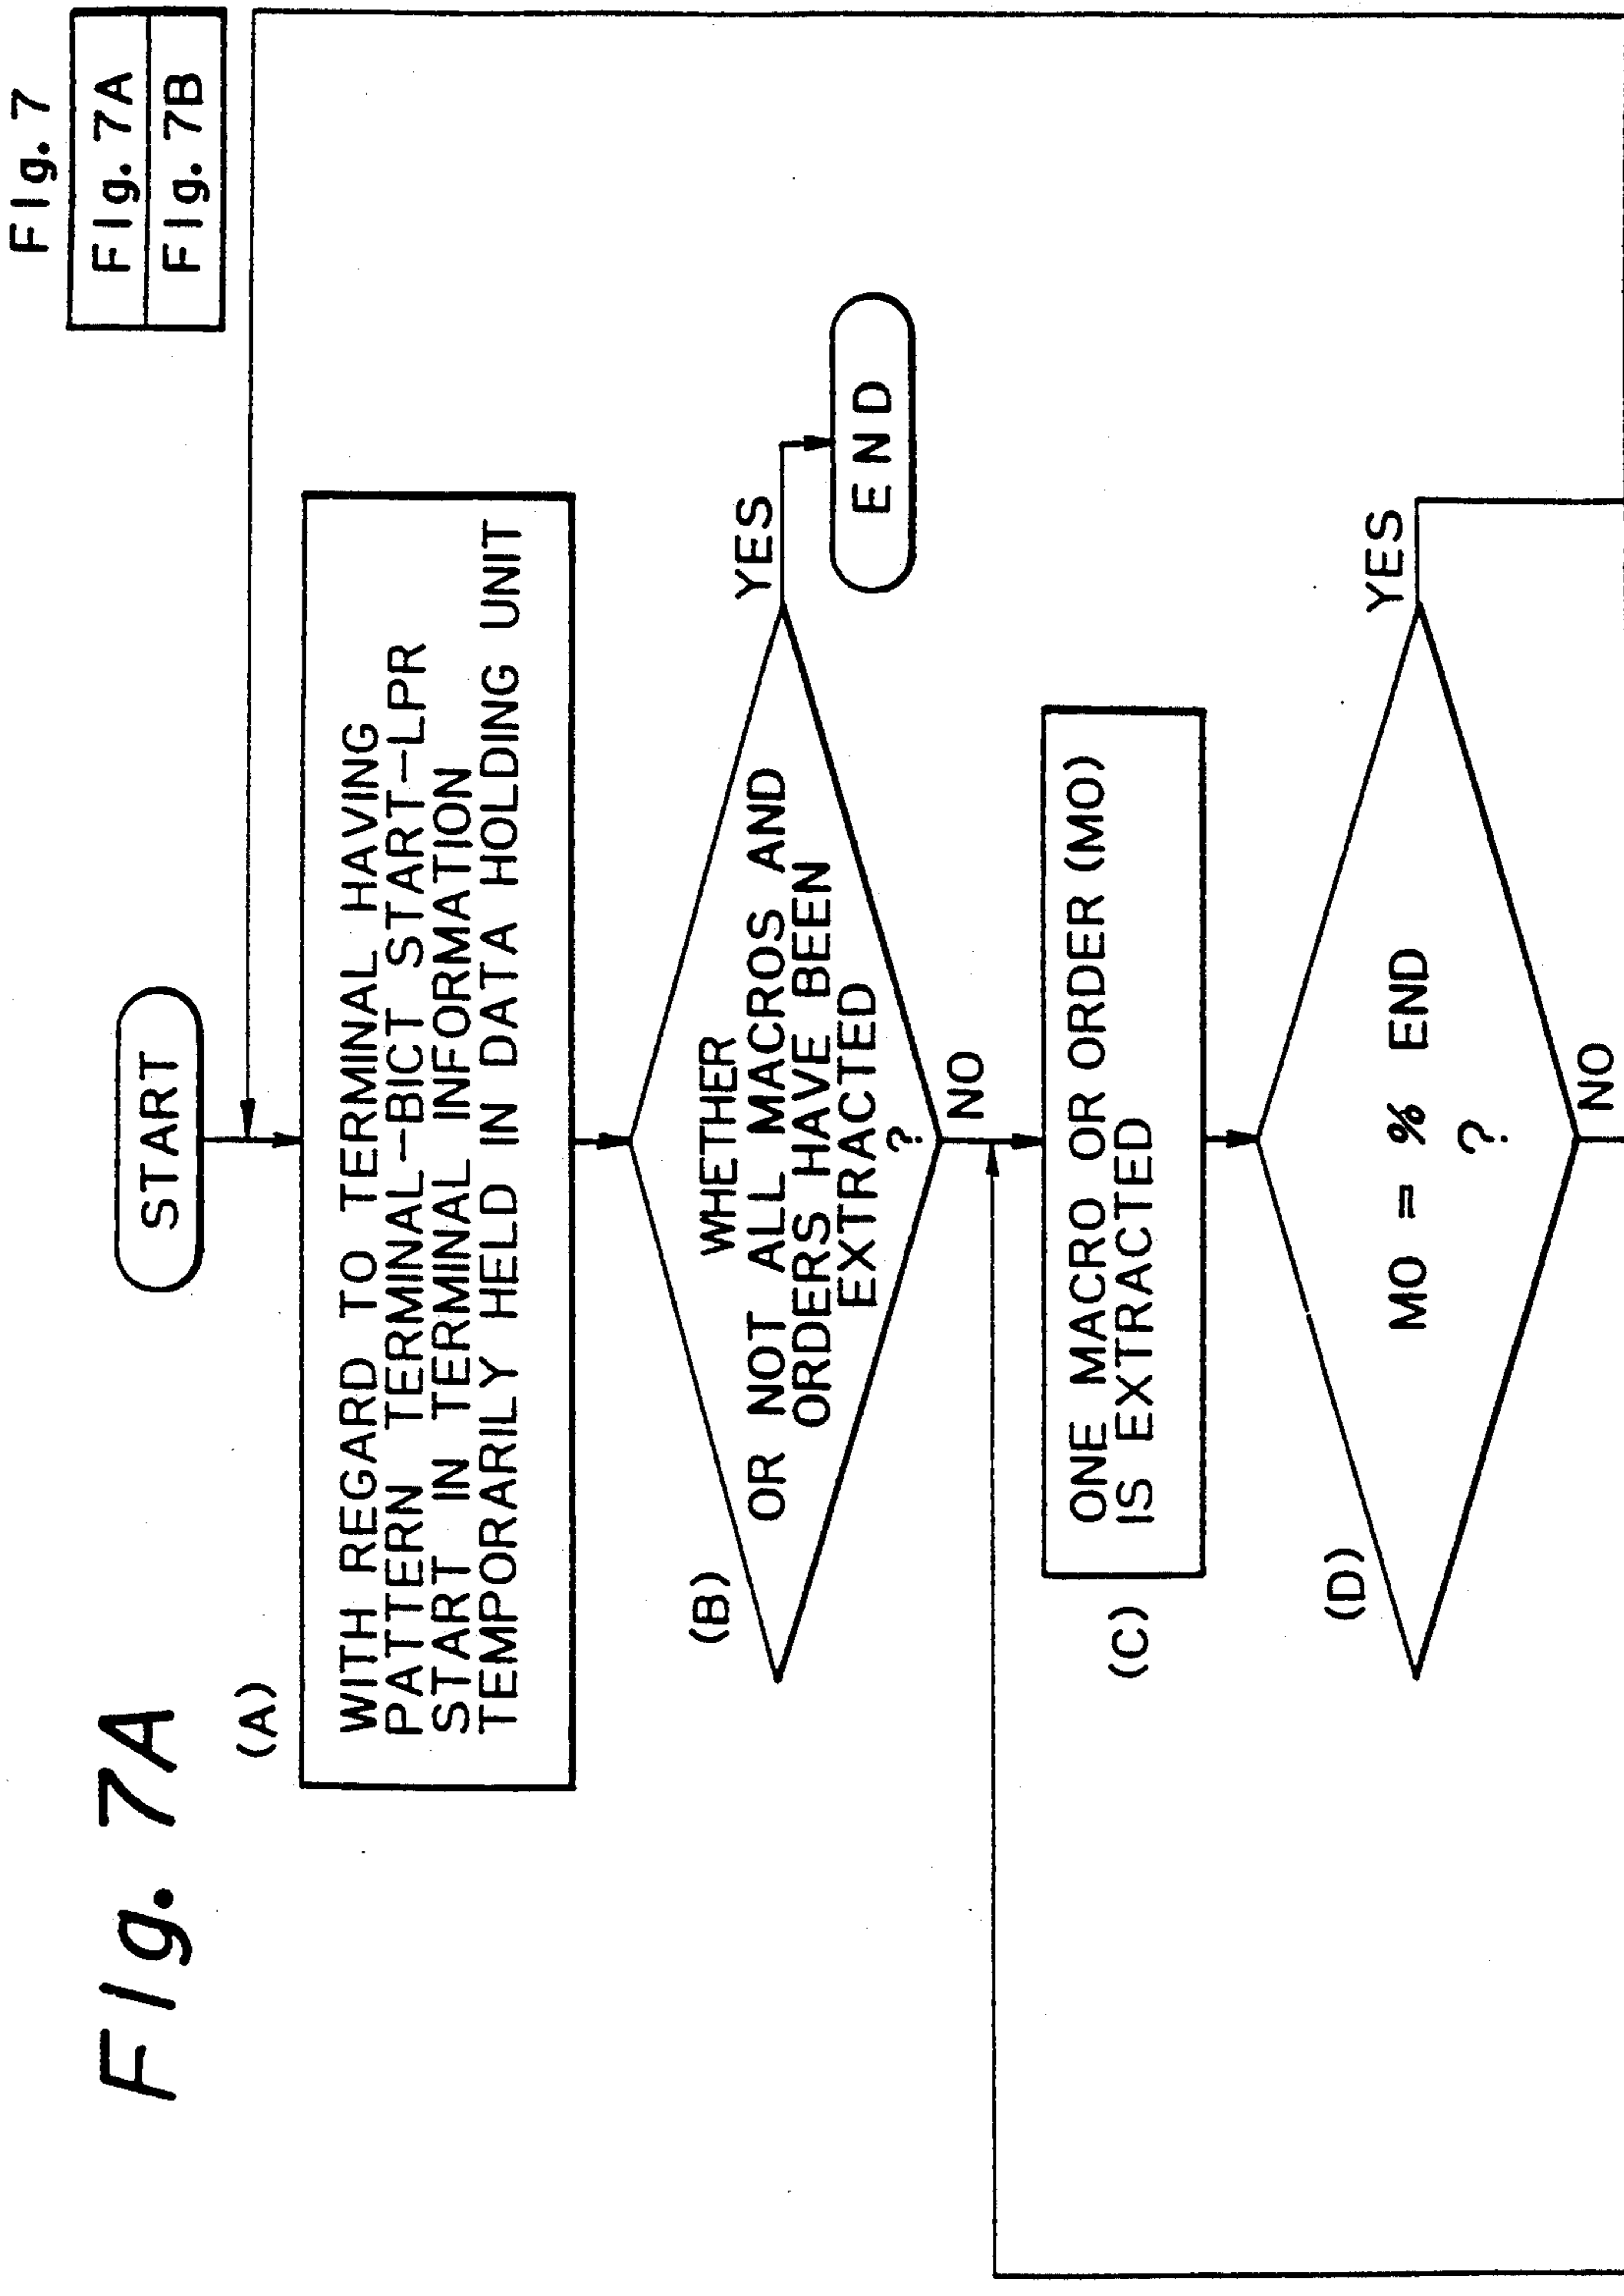 Fig. 7A
Fig. 7
Fig. 7A
Fig. 7B
START
(A)
WITH REGARD TO TERMINAL HAVING
PATTERN TERMINAL-BICT START-LPR
START IN TERMINAL INFORMATION
TEMPORARILY HELD IN DATA HOLDING UNIT
(B)
WHETHER
OR NOT ALL MACROS AND
ORDERS HAVE BEEN
EXTRACTED
?
YES
END
NO
(C)
ONE MACRO OR ORDER (MO)
IS EXTRACTED
(D)
MO = % END
?
YES
NO